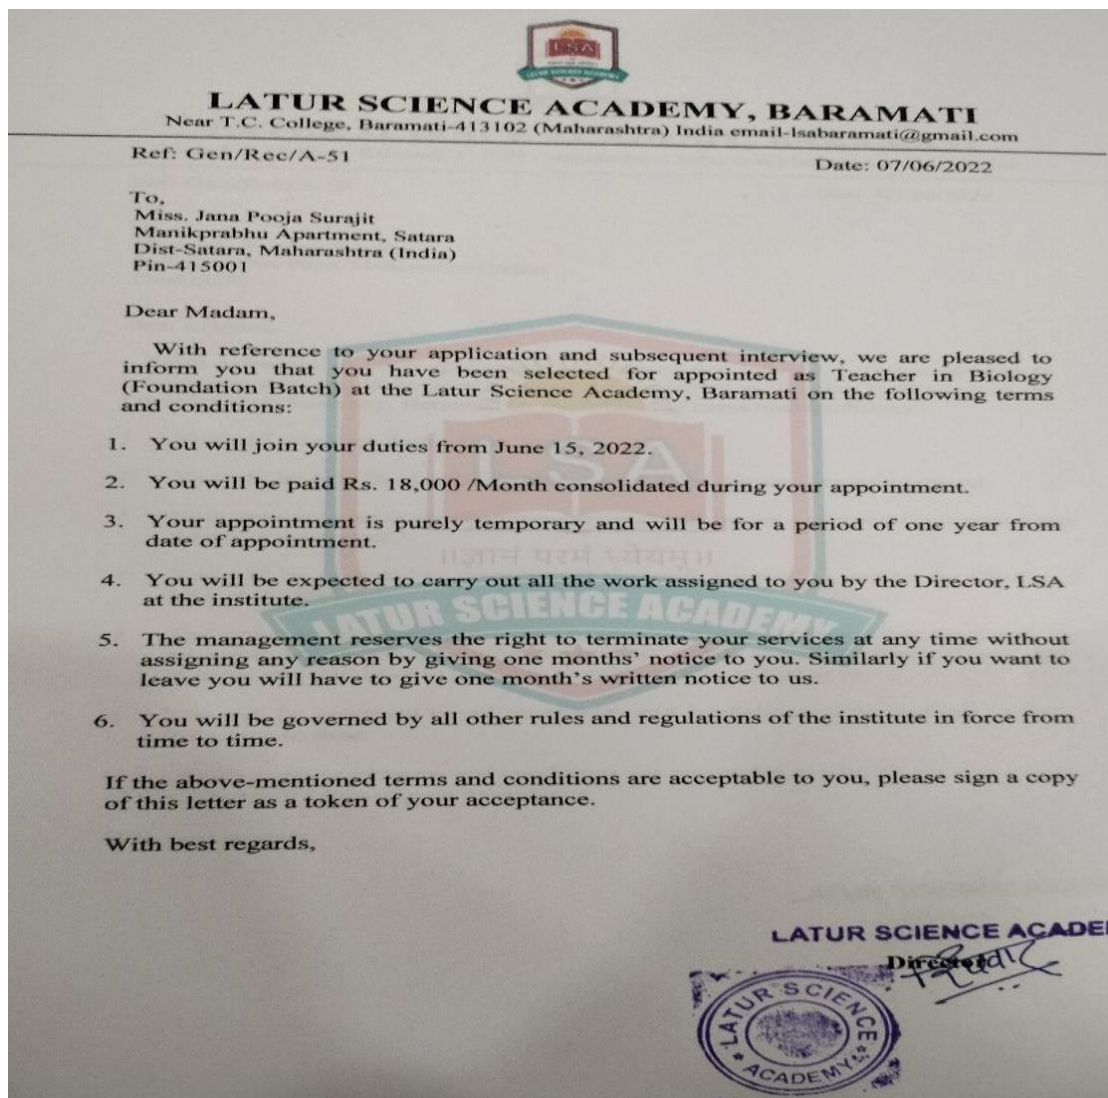 LSA
LATUR SCIENCE ACADEMY
LATUR SCIENCE ACADEMY, BARAMATI
Near T.C. College, Baramati-413102 (Maharashtra) India email-lsabaramati@gmail.com
Ref: Gen/Rec/A-51
Date: 07/06/2022
To,
Miss. Jana Pooja Surajit
Manikprabhu Apartment, Satara
Dist-Satara, Maharashtra (India)
Pin-415001
Dear Madam,
With reference to your application and subsequent interview, we are pleased to
inform you that you have been selected for appointed as Teacher in Biology
(Foundation Batch) at the Latur Science Academy, Baramati on the following terms
and conditions:
1. You will join your duties from June 15, 2022.
LSA
2. You will be paid Rs. 18,000 /Month consolidated during your appointment.
3. Your appointment is purely temporary and will be for a period of one year from
date of appointment.
॥ज्ञानं परमं ध्येयम्॥
4. You will be expected to carry out all the work assigned to you by the Director, LSA
at the institute.
LATUR SCIENCE ACADEMY
5. The management reserves the right to terminate your services at any time without
assigning any reason by giving one months' notice to you. Similarly if you want to
leave you will have to give one month's written notice to us.
6. You will be governed by all other rules and regulations of the institute in force from
time to time.
If the above-mentioned terms and conditions are acceptable to you, please sign a copy
of this letter as a token of your acceptance.
With best regards,
LATUR SCIENCE ACADE
Director
LATUR SCIENCE
ACADEMY